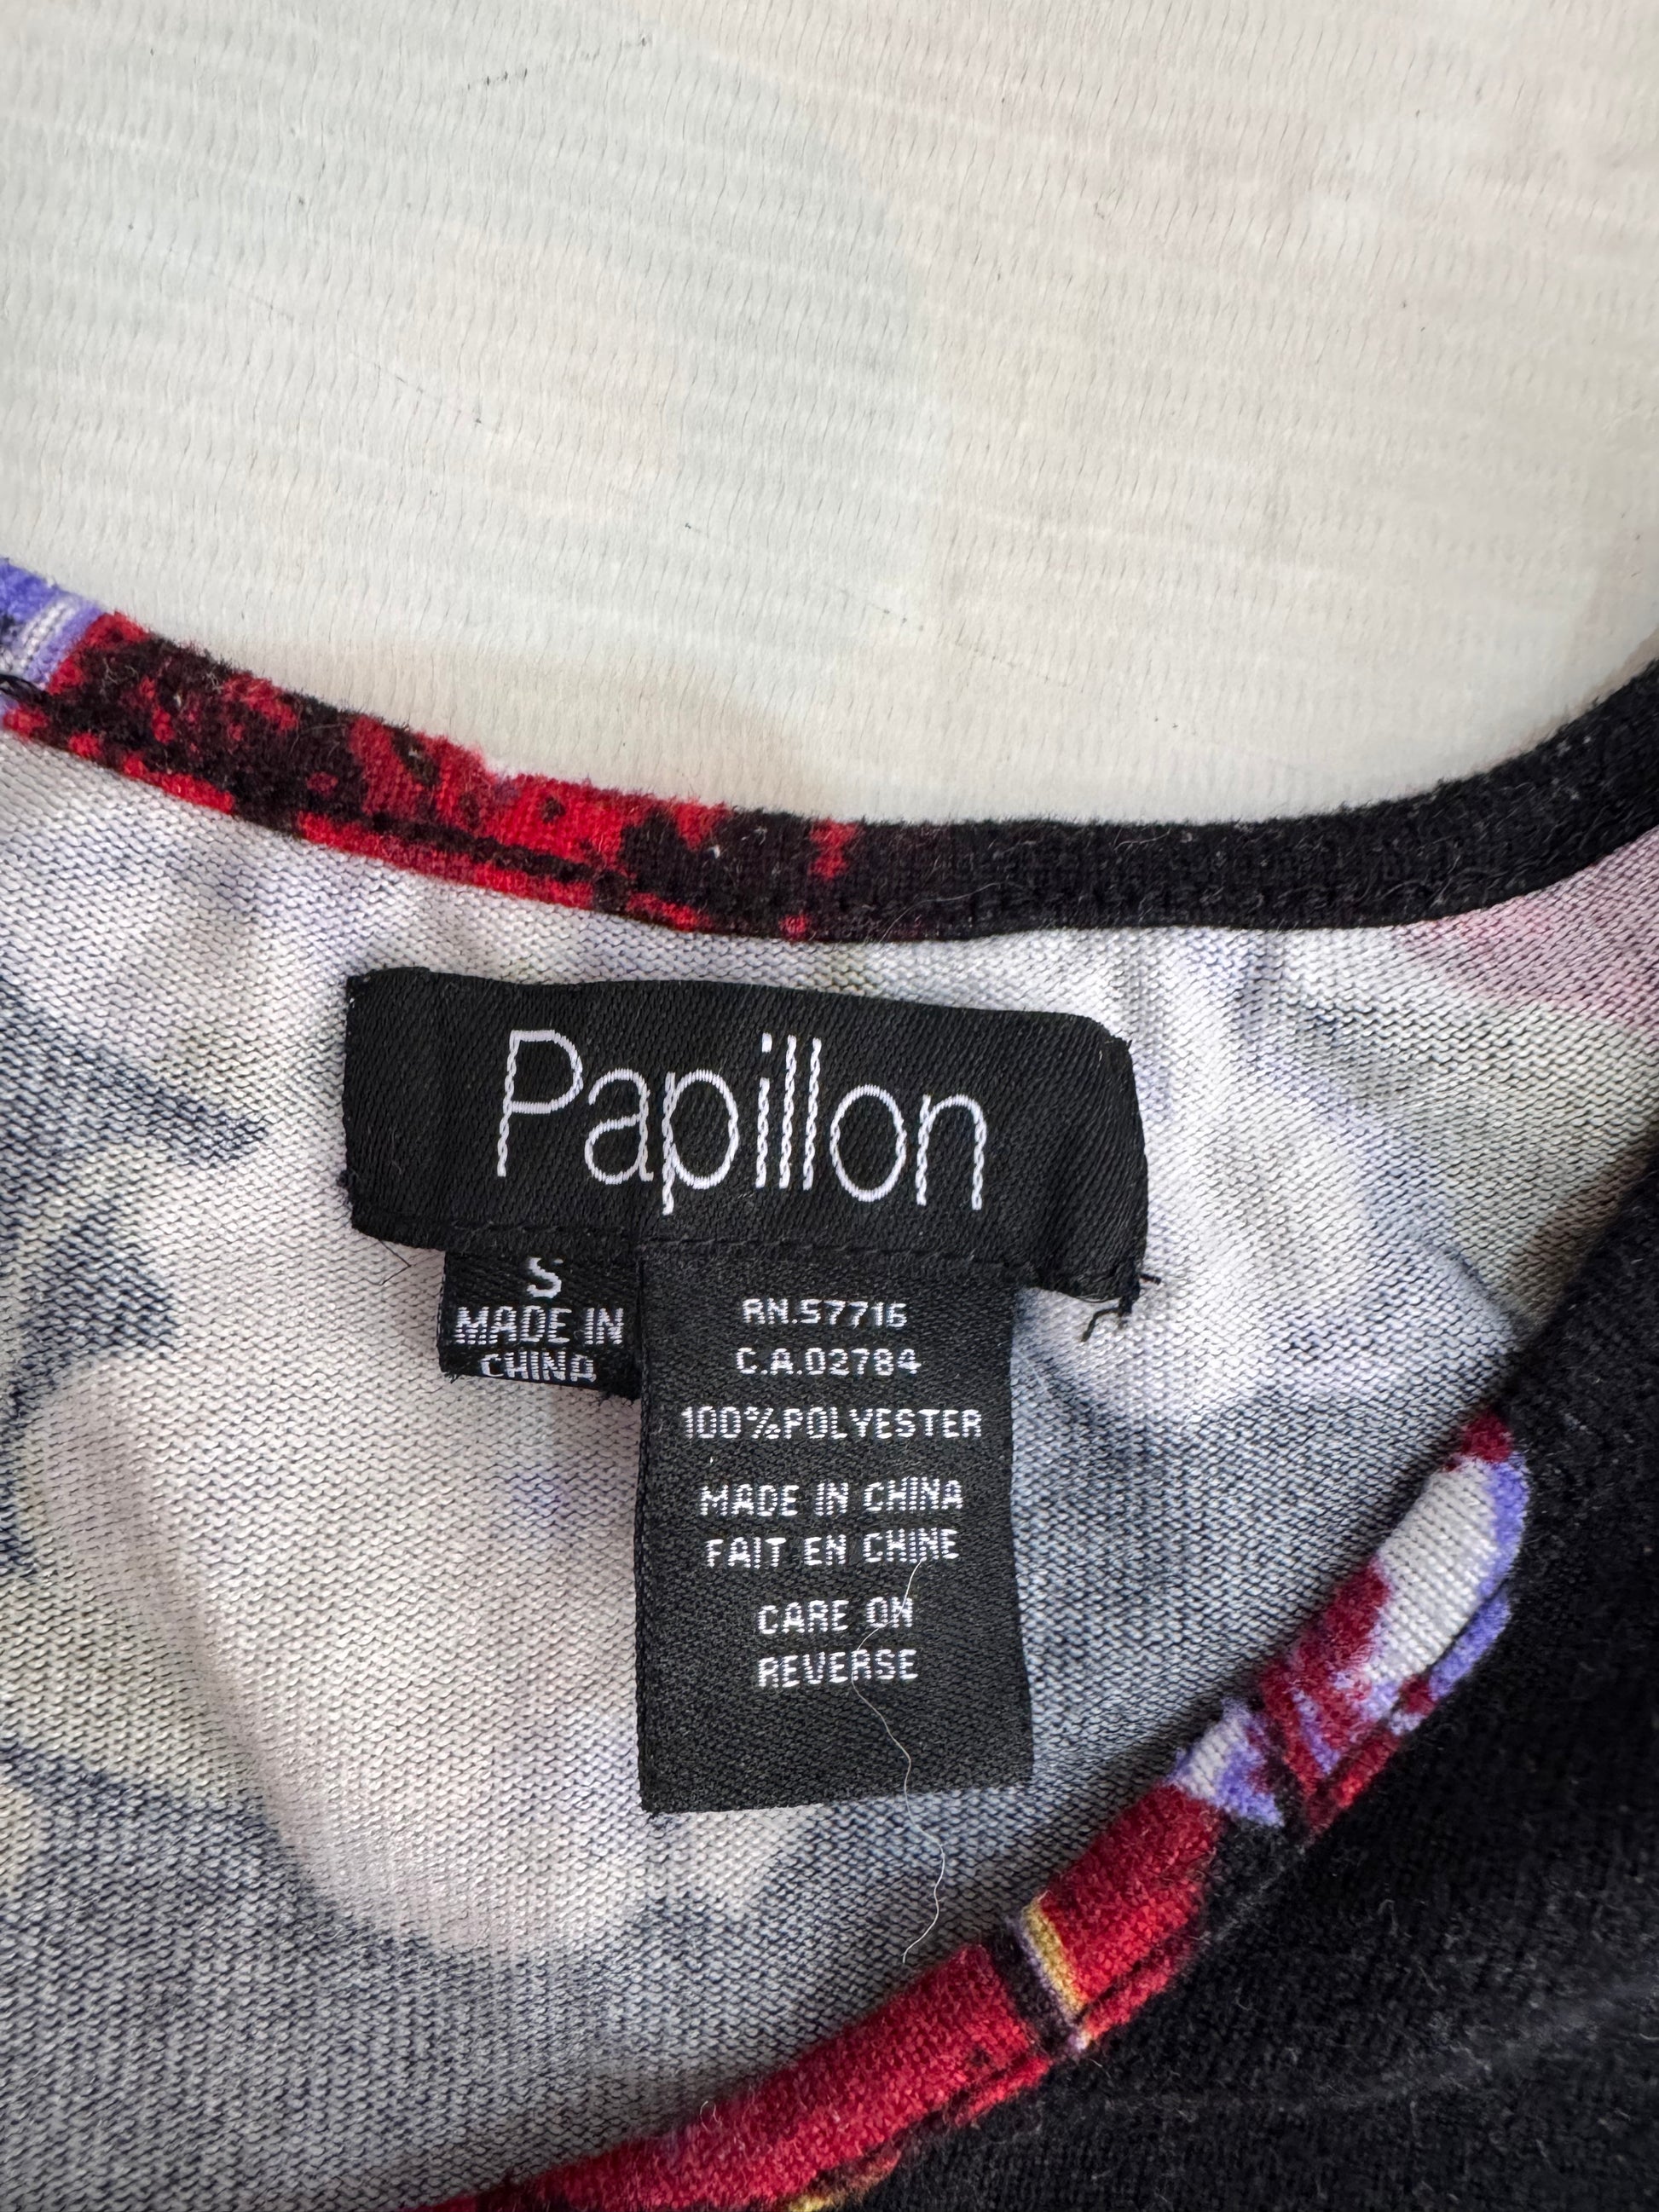 Papillon
S
MADE IN
CHINA
RN.57716
C.A.02784
100%POLYESTER
MADE IN CHINA
FAIT EN CHINE
CARE ON
REVERSE